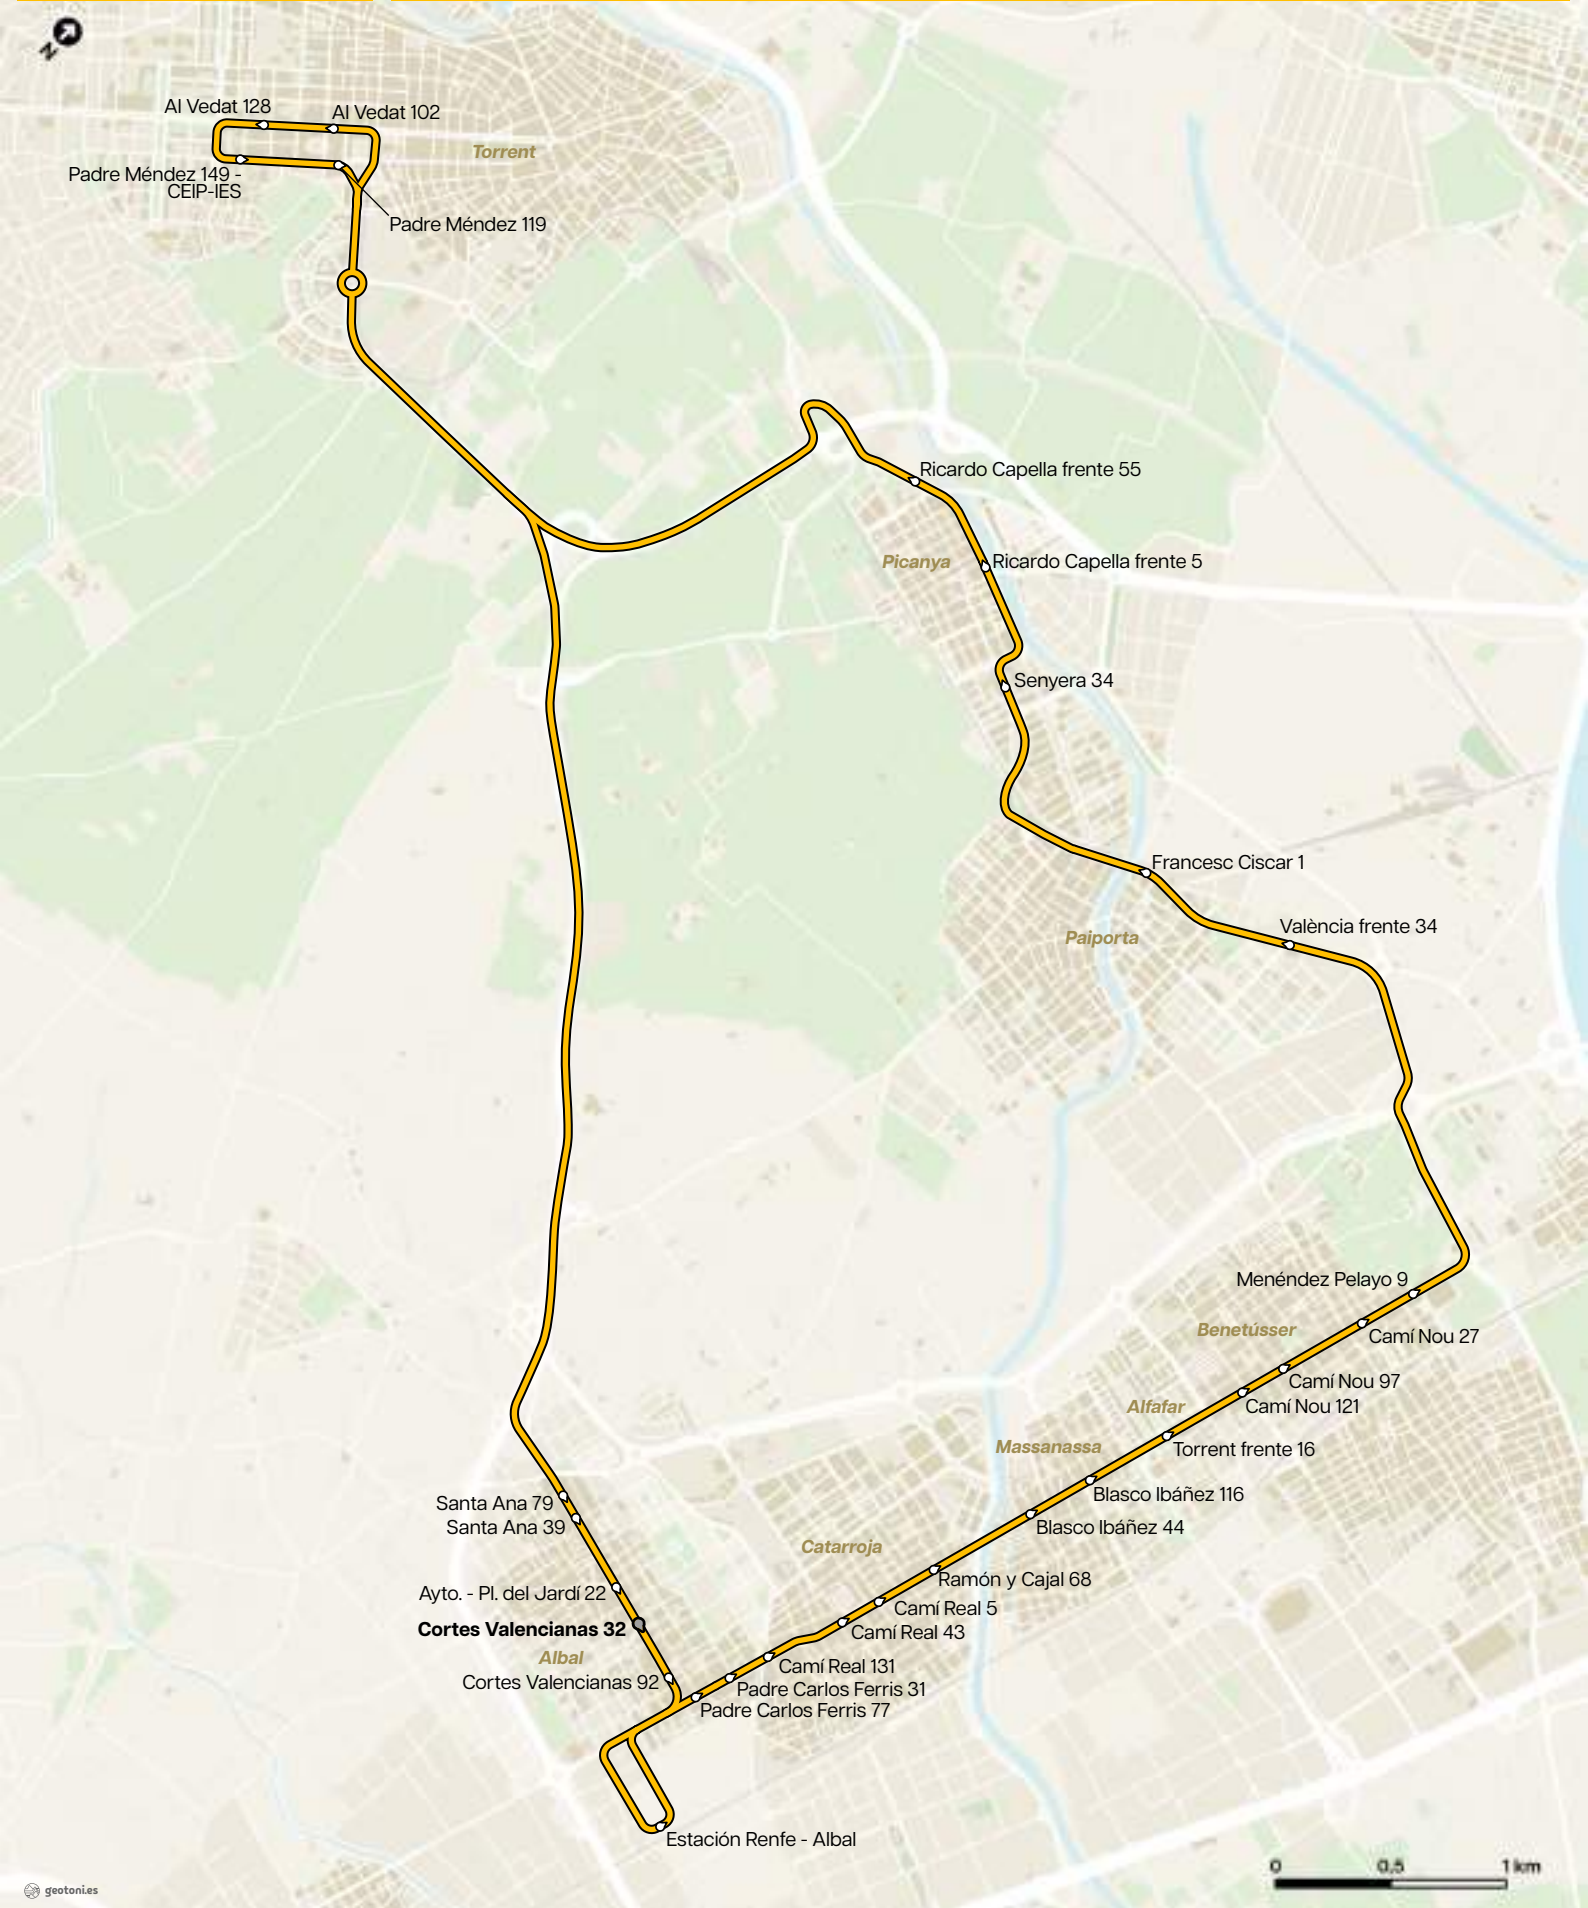 N
Al Vedat 128
Al Vedat 102
Torrent
Padre Méndez 149 -
CEIP-IES
Padre Méndez 119
Ricardo Capella frente 55
Picanya
Ricardo Capella frente 5
Senyera 34
Francesc Ciscar 1
València frente 34
Paiporta
Menéndez Pelayo 9
Benetússer
Camí Nou 27
Camí Nou 97
Alfafar
Camí Nou 121
Massanassa
Torrent frente 16
Blasco Ibáñez 116
Santa Ana 79
Santa Ana 39
Blasco Ibáñez 44
Catarroja
Ramón y Cajal 68
Ayto. - Pl. del Jardí 22
Camí Real 5
Cortes Valencianas 32
Camí Real 43
Albal
Camí Real 131
Cortes Valencianas 92
Padre Carlos Ferris 31
Padre Carlos Ferris 77
Estación Renfe - Albal
0 0,5 1 km
geotoni.es